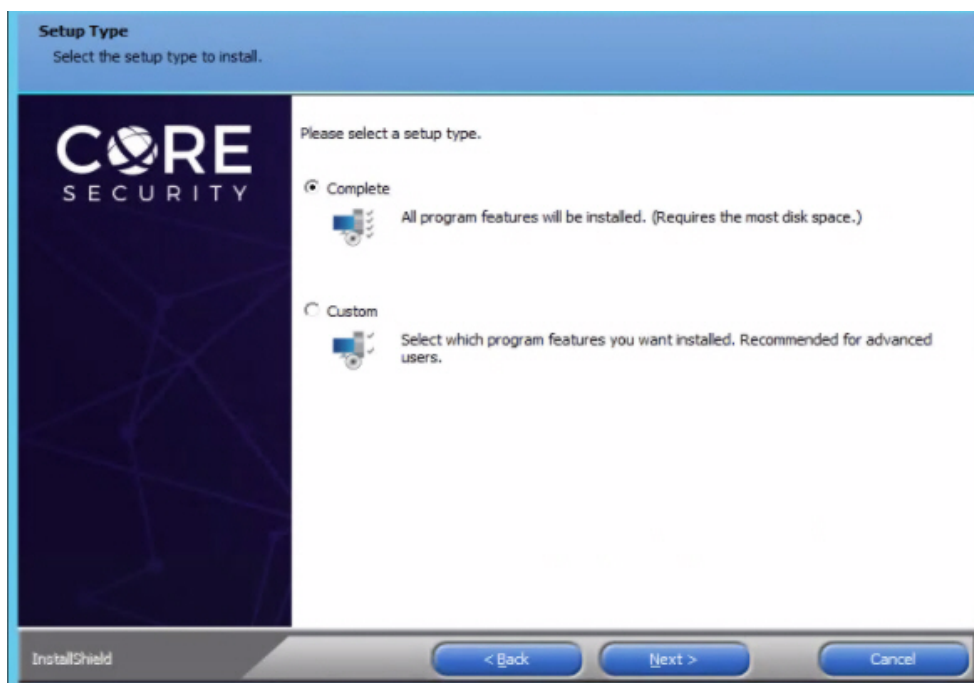 Setup Type
Select the setup type to install.
CORE
SECURITY
Please select a setup type.
Complete
All program features will be installed. (Requires the most disk space.)
Custom
Select which program features you want installed. Recommended for advanced
users.
InstallShield
< Back
Next >
Cancel